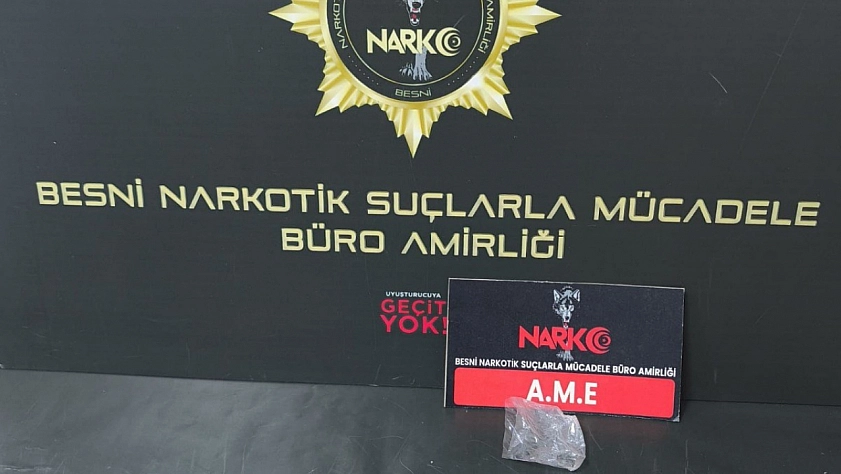 NARKO
BESNİ
BESNİ NARKOTİK SUÇLARLA MÜCADELE
BÜRO AMİRLİĞİ
UYUŞTURUCUYA
GEÇİT
YOK!
NARKO
BESNİ NARKOTİK SUÇLARLA MÜCADELE BÜRO AMİRLİĞİ
A.M.E